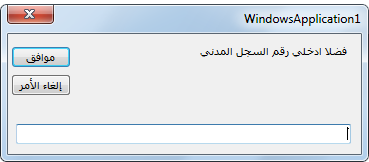 WindowsApplication1
فضلا ادخلي رقم السجل المدني
موافق
إلغاء الأمر